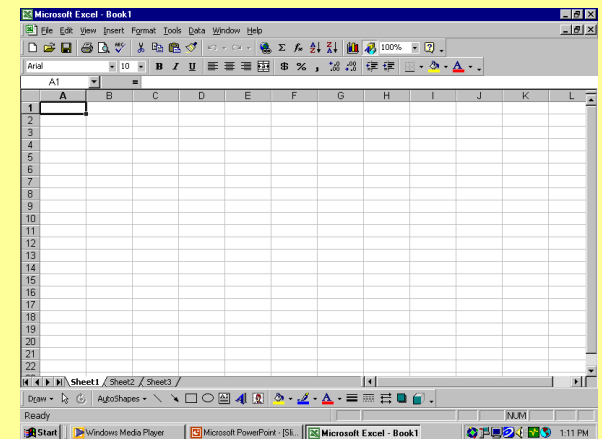 Microsoft Excel - Book1
File Edit View Insert Format Tools Data Window Help
100%
Arial 10 B I U $ % ,
A1 =
A B C D E F G H I J K L
1
2
3
4
5
6
7
8
9
10
11
12
13
14
15
16
17
18
19
20
21
22
Sheet1 Sheet2 Sheet3
Draw AutoShapes
Ready NUM
Start Windows Media Player Microsoft PowerPoint - [Sli... Microsoft Excel - Book1 1:11 PM